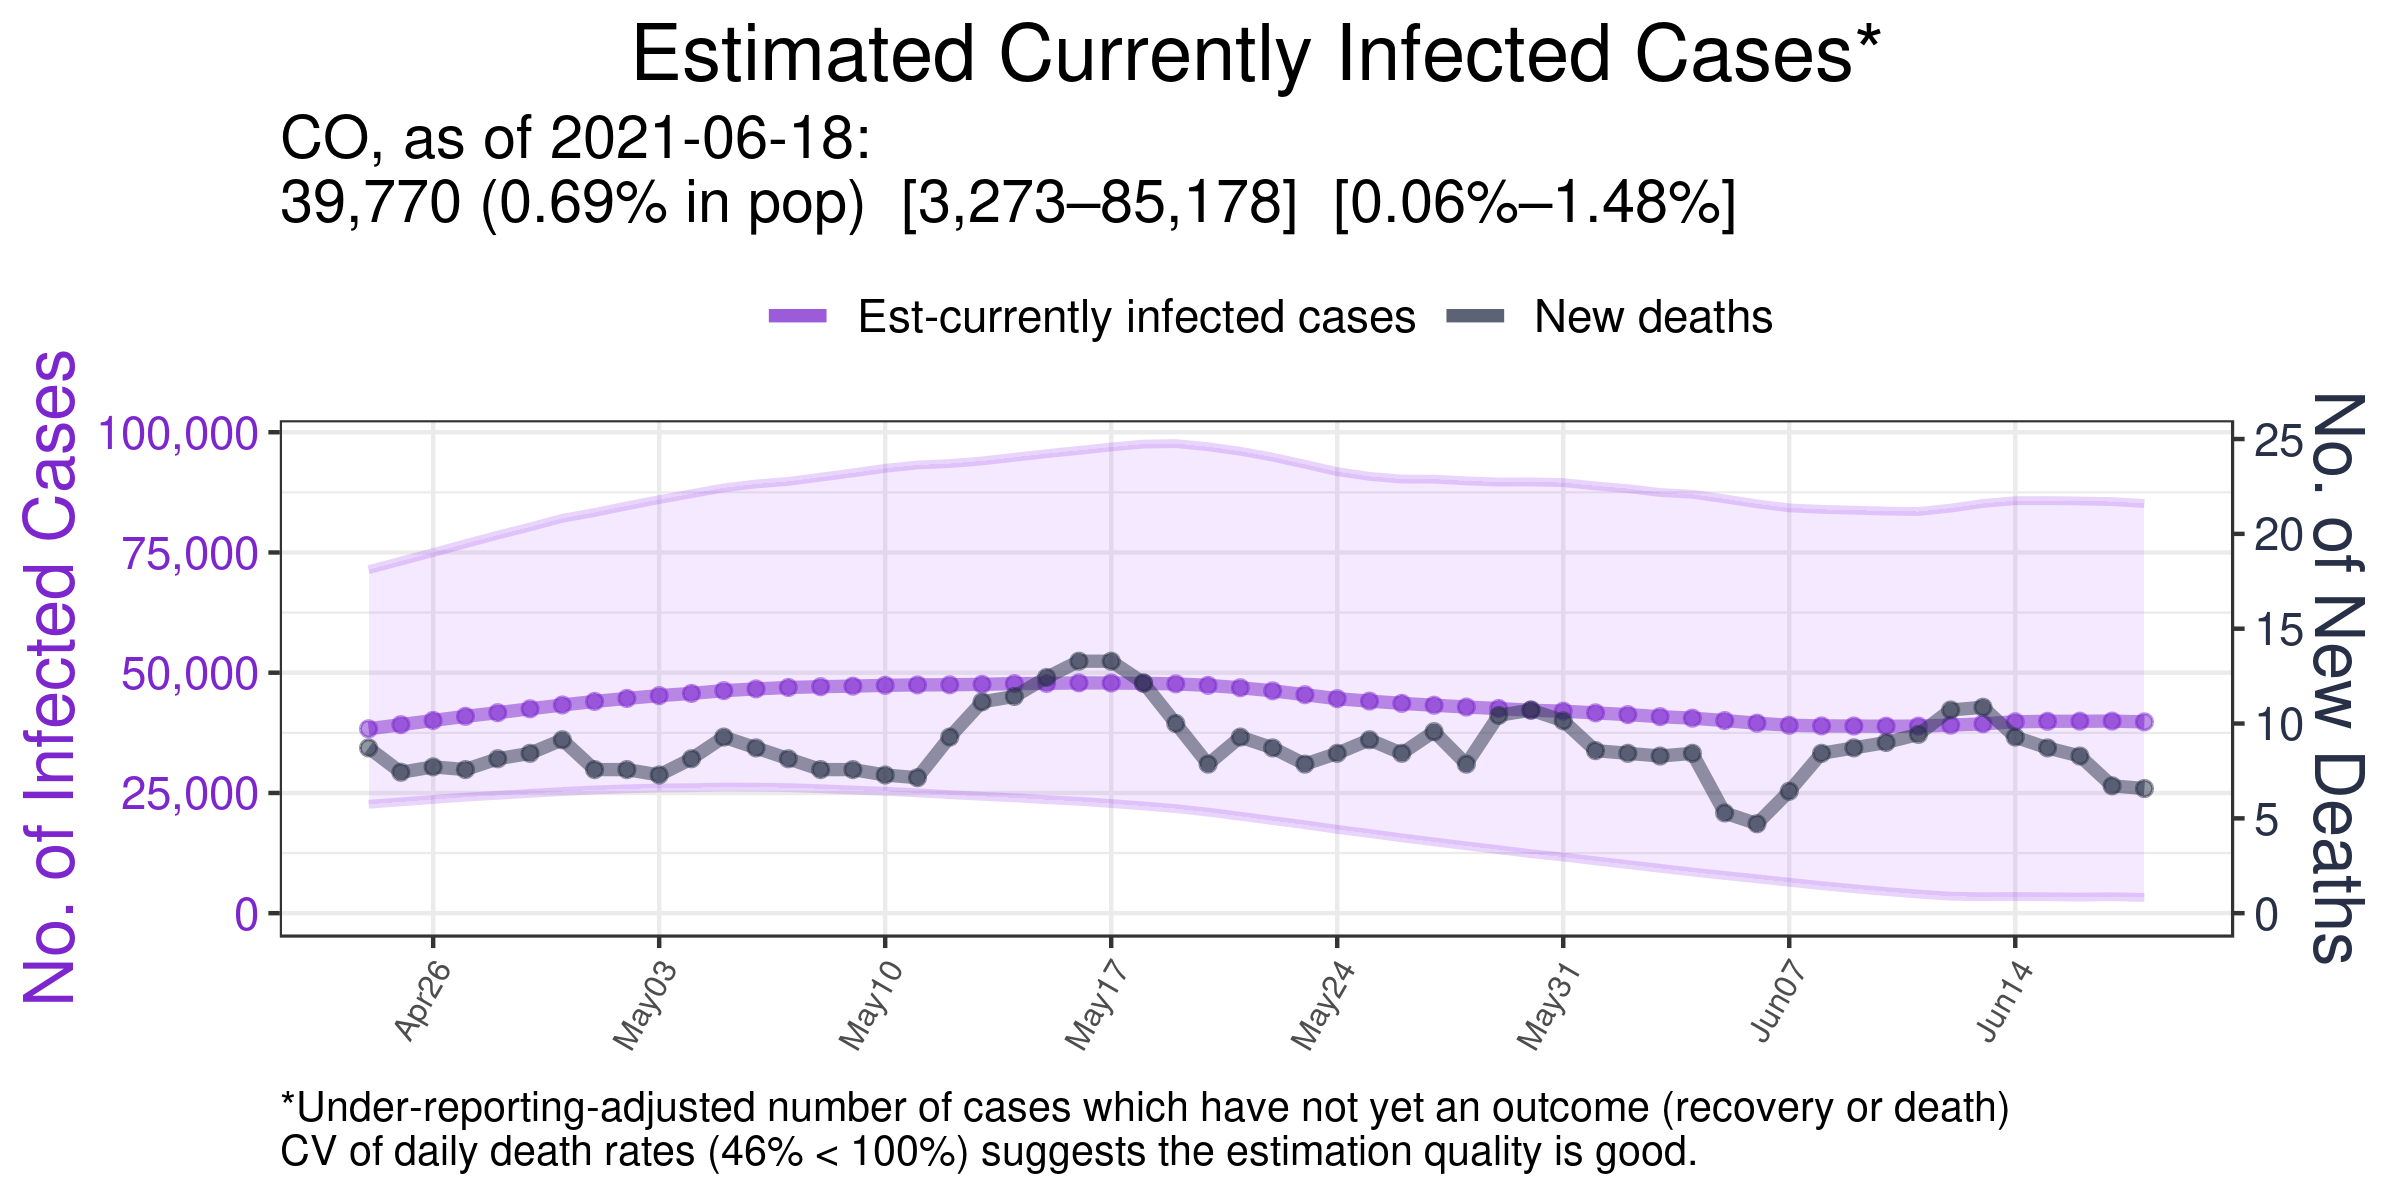 Estimated Currently Infected Cases*
CO, as of 2021-06-18:
39,770 (0.69% in pop)  [3,273–85,178]  [0.06%–1.48%]
Est-currently infected cases
New deaths
No. of Infected Cases
100,000
75,000
50,000
25,000
0
25
20
15
10
5
0
No. of New Deaths
Apr26
May03
May10
May17
May24
May31
Jun07
Jun14
*Under-reporting-adjusted number of cases which have not yet an outcome (recovery or death)
CV of daily death rates (46% < 100%) suggests the estimation quality is good.